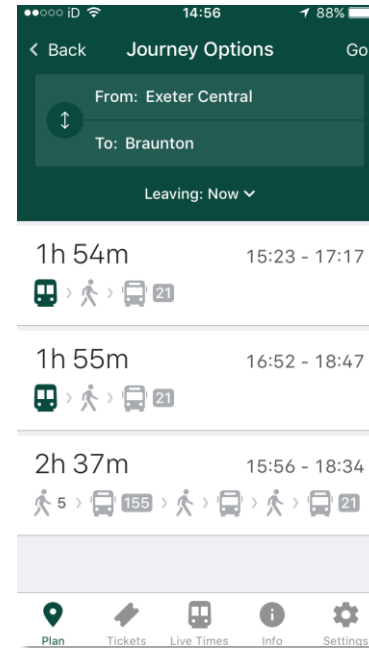 iD 14:56 88%
Back Journey Options Go
From: Exeter Central
To: Braunton
Leaving: Now
1h 54m 15:23 - 17:17
21
1h 55m 16:52 - 18:47
21
2h 37m 15:56 - 18:34
5 155 21
Plan Tickets Live Times Info Settings